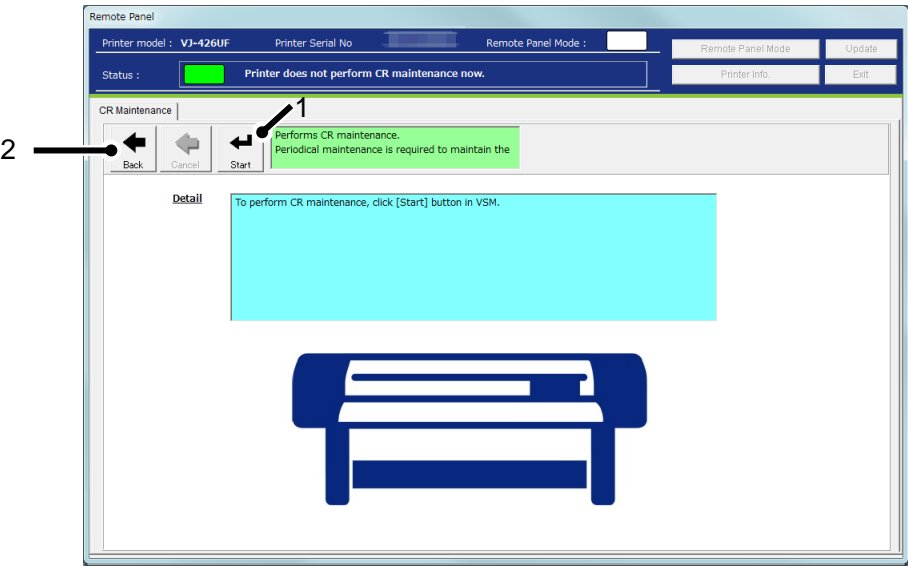 Remote Panel
Printer model : VJ-426UF Printer Serial No Remote Panel Mode :
Remote Panel Mode Update
Status : Printer does not perform CR maintenance now.
Printer Info. Exit
CR Maintenance
1
2
Back Cancel Start
Performs CR maintenance.
Periodical maintenance is required to maintain the
Detail
To perform CR maintenance, click [Start] button in VSM.